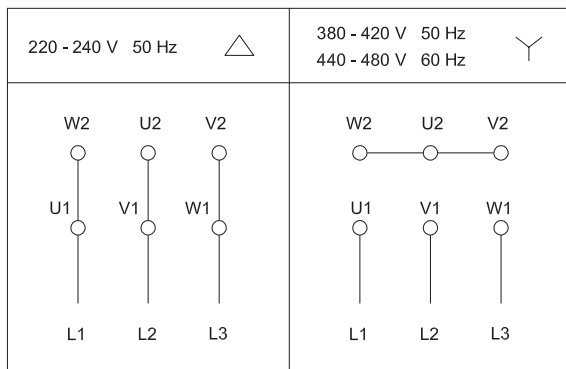 220 - 240 V 50 Hz
380 - 420 V 50 Hz
440 - 480 V 60 Hz
W2 U2 V2
U1 V1 W1
L1 L2 L3
W2 U2 V2
U1 V1 W1
L1 L2 L3